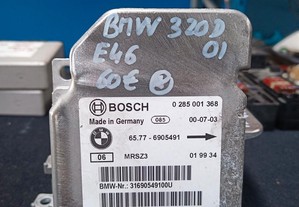 BMW 320D
E46 01
60€
BOSCH 0 285 001 368
Made in Germany 085 00-07-03
65.77 - 6905491
06 MRSZ3 01 99 34
BMW-Nr.: 31690549100U